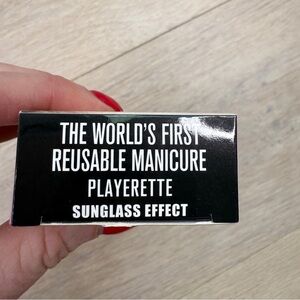 THE WORLD'S FIRST
REUSABLE MANICURE
PLAYERETTE
SUNGLASS EFFECT